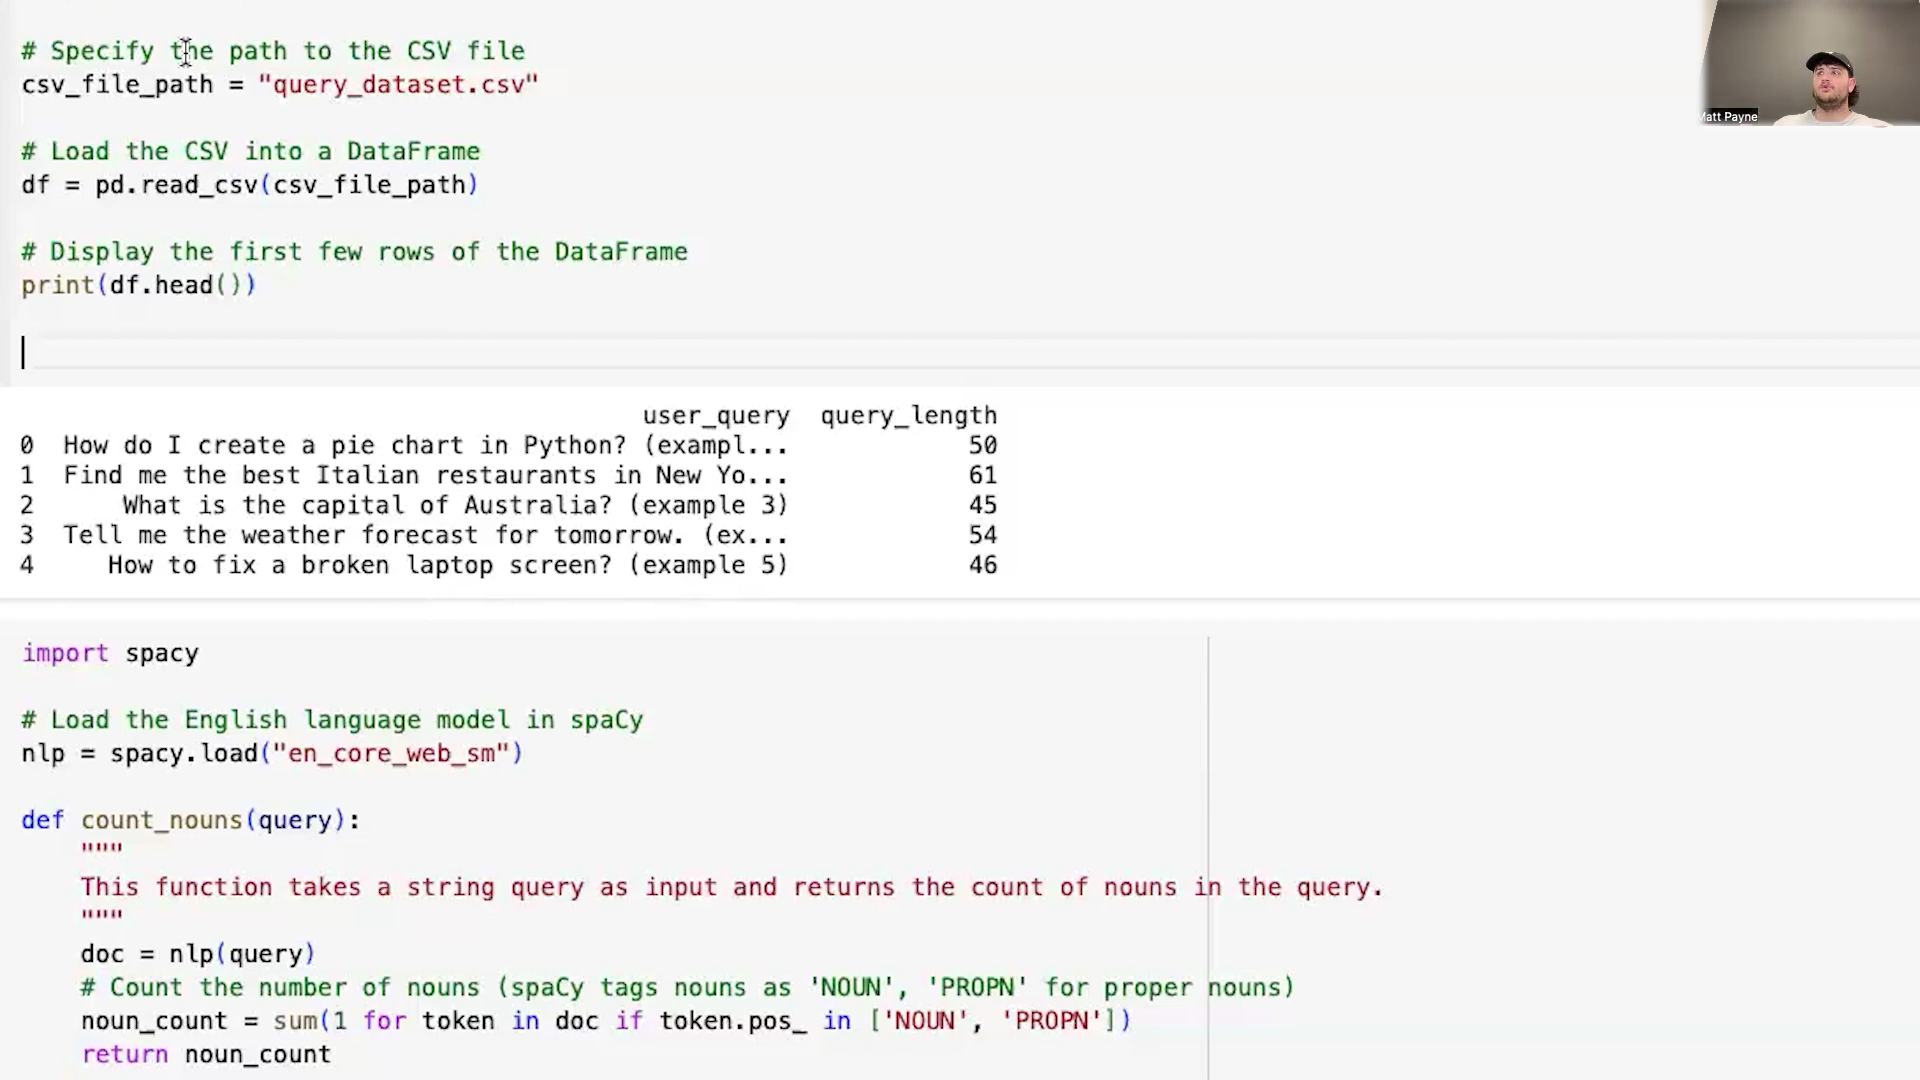 # Specify the path to the CSV file
csv_file_path = "query_dataset.csv"
Matt Payne
# Load the CSV into a DataFrame
df = pd.read_csv(csv_file_path)
# Display the first few rows of the DataFrame
print(df.head())
user_query query_length
0 How do I create a pie chart in Python? (exampl... 50
1 Find me the best Italian restaurants in New Yo... 61
2 What is the capital of Australia? (example 3) 45
3 Tell me the weather forecast for tomorrow. (ex... 54
4 How to fix a broken laptop screen? (example 5) 46
import spacy
# Load the English language model in spaCy
nlp = spacy.load("en_core_web_sm")
def count_nouns(query):
"""
This function takes a string query as input and returns the count of nouns in the query.
"""
doc = nlp(query)
# Count the number of nouns (spaCy tags nouns as 'NOUN', 'PROPN' for proper nouns)
noun_count = sum(1 for token in doc if token.pos_ in ['NOUN', 'PROPN'])
return noun_count